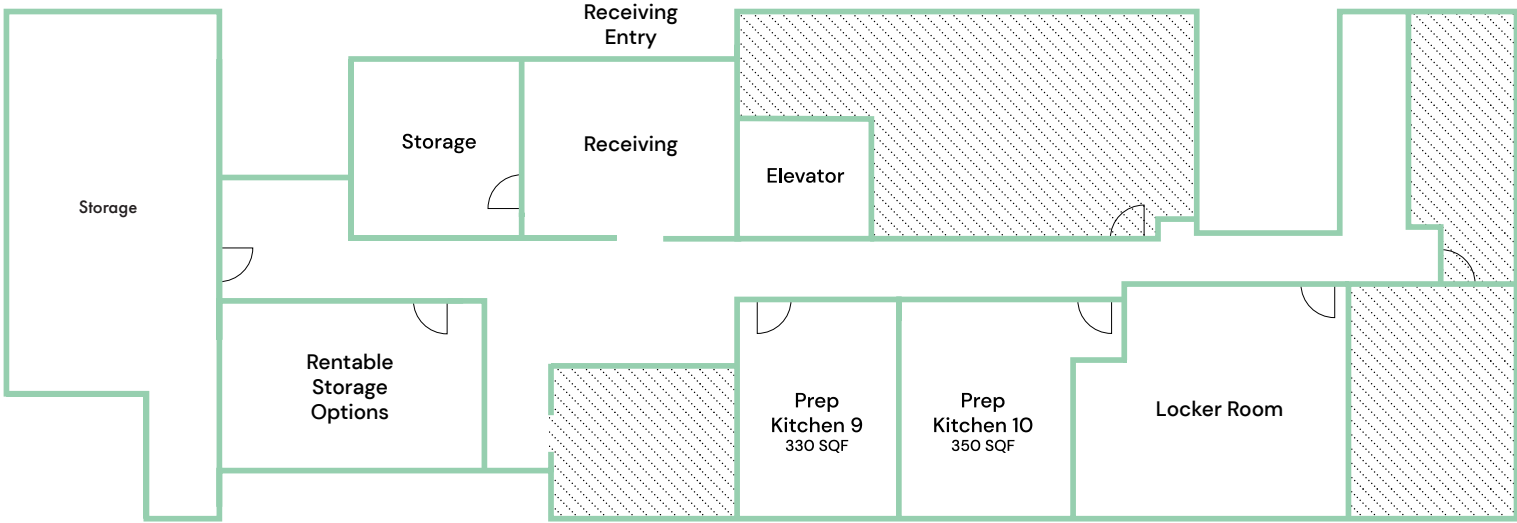 Receiving
Entry
Storage
Receiving
Elevator
Storage
Rentable
Storage
Options
Prep
Kitchen 9
330 SQF
Prep
Kitchen 10
350 SQF
Locker Room